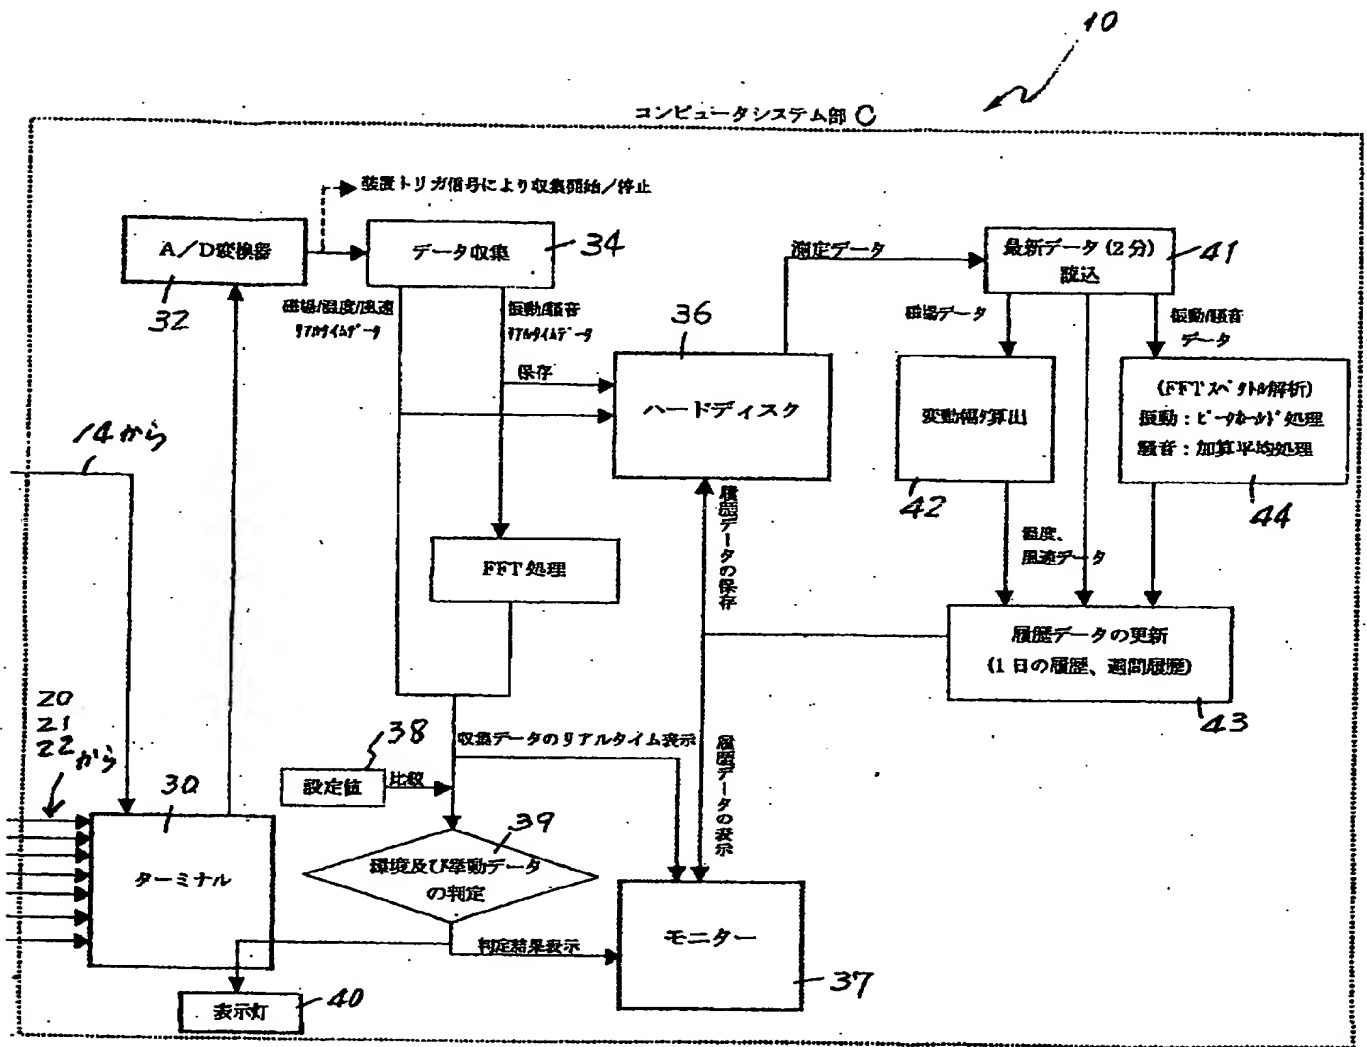 10
コンピュータシステム部 C
装置トリガ信号により収集開始/停止
A/D変換器
32
データ収集
34
磁場/温度/風速
リアルタイムデータ
振動/騒音
リアルタイムデータ
保存
36
ハードディスク
測定データ
最新データ(2分)
読込
41
磁場データ
振動/騒音
データ
変動幅算出
42
(FFTスペクトル解析)
振動:ピークホールド処理
騒音:加算平均処理
44
温度、
風速データ
14から
FFT処理
履歴データの保存
履歴データの更新
(1日の履歴、週間履歴)
43
20
21
22から
30
ターミナル
38
設定値
比較
収集データのリアルタイム表示
履歴データの表示
39
環境及び挙動データ
の判定
判定結果表示
モニター
37
表示灯
40